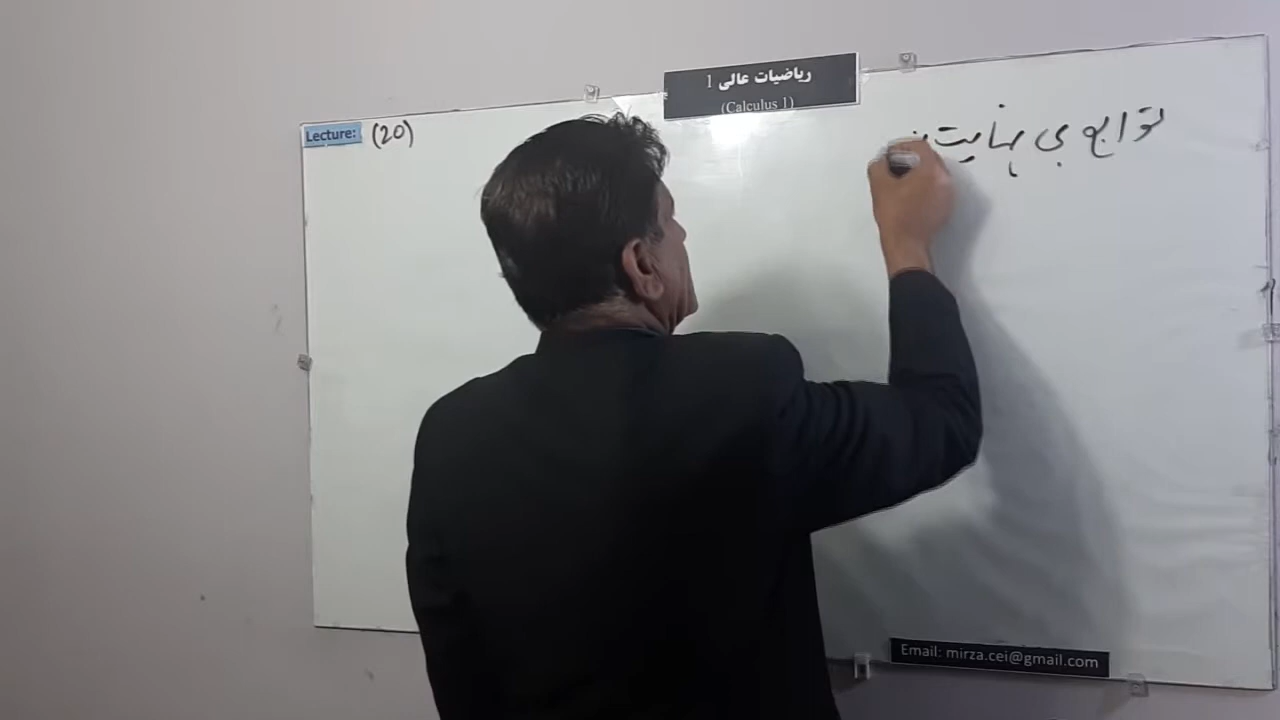 ریاضیات عالی 1
(Calculus 1)
Lecture: (20)
توابع بی نهایت
Email: mirza.cei@gmail.com